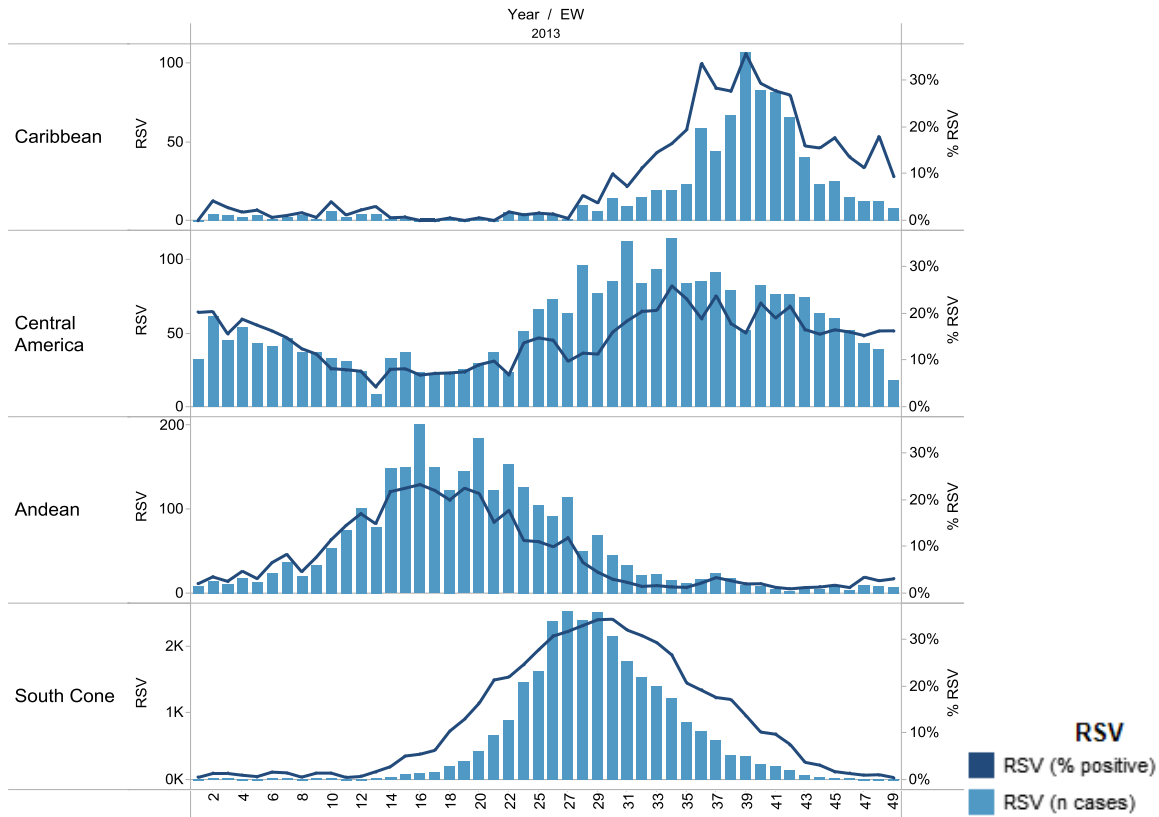 Year / EW
2013
Caribbean
RSV
100
50
0
30%
20%
10%
0%
% RSV
Central
America
RSV
100
50
0
30%
20%
10%
0%
% RSV
Andean
RSV
200
100
0
30%
20%
10%
0%
% RSV
South Cone
RSV
2K
1K
0K
30%
20%
10%
0%
% RSV
2 4 6 8 10 12 14 16 18 20 22 25 27 29 31 33 35 37 39 41 43 45 47 49
RSV
RSV (% positive)
RSV (n cases)